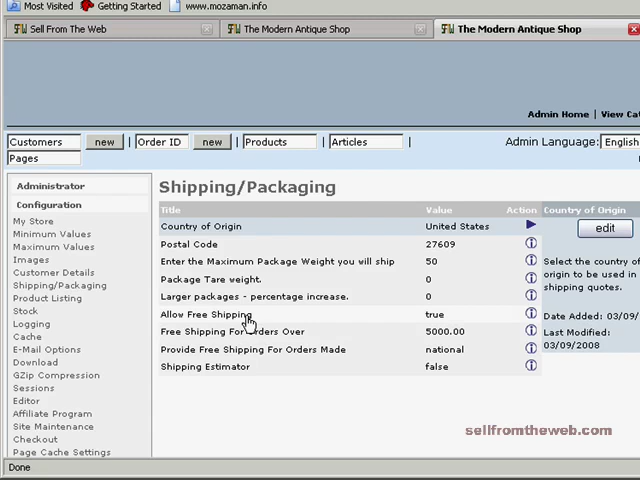 Most Visited Getting Started www.mozaman.info
Sell From The Web The Modern Antique Shop The Modern Antique Shop
Admin Home | View Cat
Customers new | Order ID new | Products | Articles | Admin Language: English
Pages
Administrator
Configuration
My Store
Minimum Values
Maximum Values
Images
Customer Details
Shipping/Packaging
Product Listing
Stock
Logging
Cache
E-Mail Options
Download
GZip Compression
Sessions
Editor
Affiliate Program
Site Maintenance
Checkout
Page Cache Settings
Shipping/Packaging
Title Value Action
Country of Origin United States
Postal Code 27609
Enter the Maximum Package Weight you will ship 50
Package Tare weight. 0
Larger packages - percentage increase. 0
Allow Free Shipping true
Free Shipping For Orders Over 5000.00
Provide Free Shipping For Orders Made national
Shipping Estimator false
Country of Origin
edit
Select the country of
origin to be used in
shipping quotes.
Date Added: 03/09/
Last Modified:
03/09/2008
sellfromtheweb.com
Done